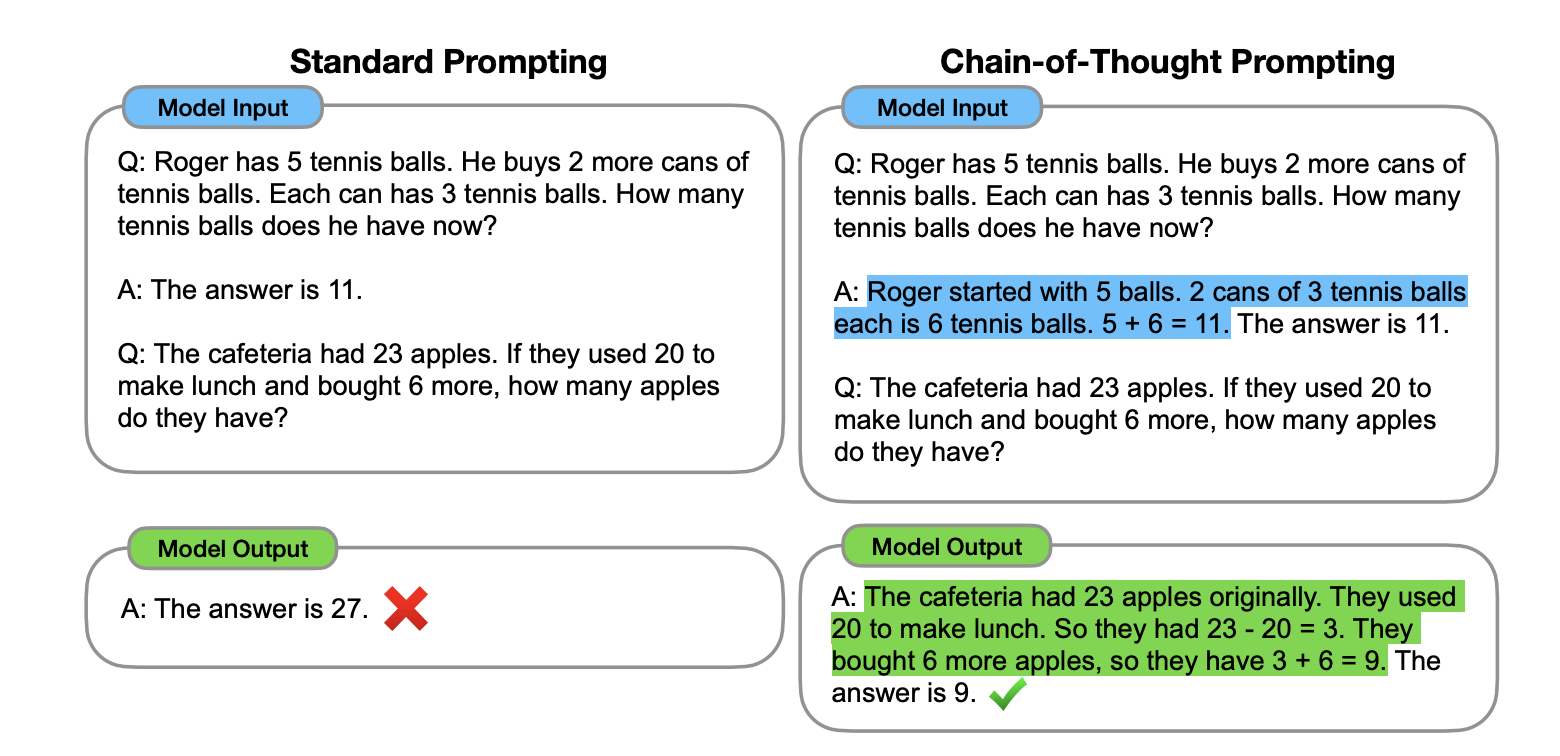 Standard Prompting
Model Input
Q: Roger has 5 tennis balls. He buys 2 more cans of
tennis balls. Each can has 3 tennis balls. How many
tennis balls does he have now?
A: The answer is 11.
Q: The cafeteria had 23 apples. If they used 20 to
make lunch and bought 6 more, how many apples
do they have?
Model Output
A: The answer is 27.
Chain-of-Thought Prompting
Model Input
Q: Roger has 5 tennis balls. He buys 2 more cans of
tennis balls. Each can has 3 tennis balls. How many
tennis balls does he have now?
A: Roger started with 5 balls. 2 cans of 3 tennis balls
each is 6 tennis balls. 5 + 6 = 11. The answer is 11.
Q: The cafeteria had 23 apples. If they used 20 to
make lunch and bought 6 more, how many apples
do they have?
Model Output
A: The cafeteria had 23 apples originally. They used
20 to make lunch. So they had 23 - 20 = 3. They
bought 6 more apples, so they have 3 + 6 = 9. The
answer is 9.